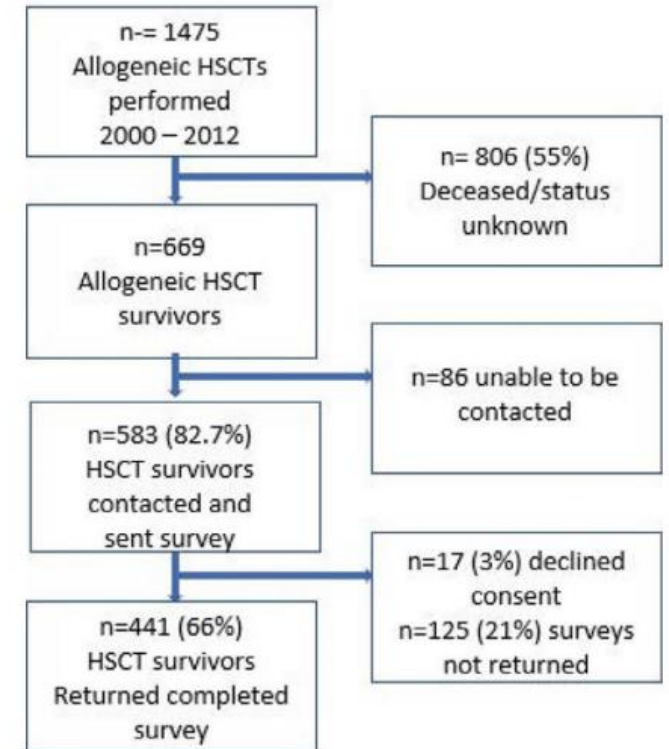 n-= 1475
Allogeneic HSCTs
performed
2000 – 2012
n= 806 (55%)
Deceased/status
unknown
n=669
Allogeneic HSCT
survivors
n=86 unable to be
contacted
n=583 (82.7%)
HSCT survivors
contacted and
sent survey
n=17 (3%) declined
consent
n=125 (21%) surveys
not returned
n=441 (66%)
HSCT survivors
Returned completed
survey